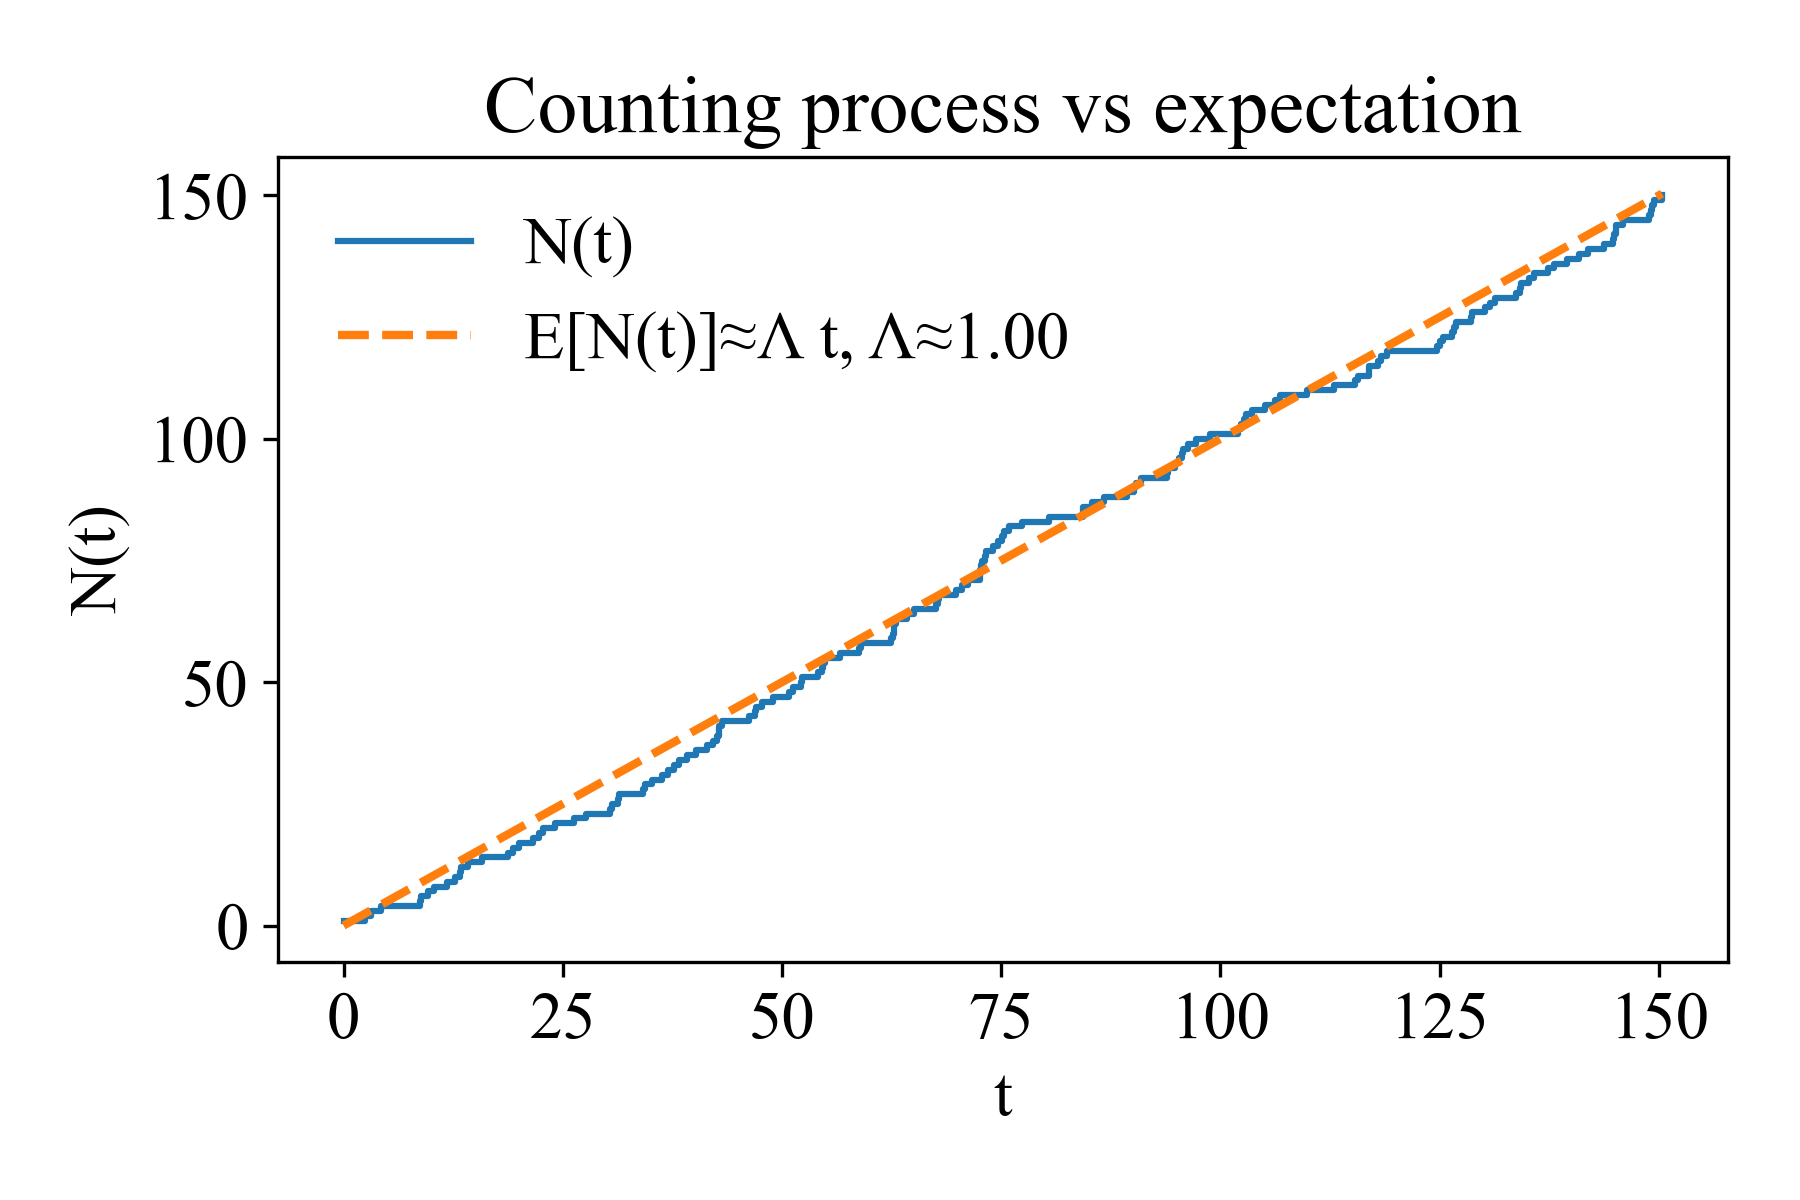 Counting process vs expectation
N(t)
E[N(t)]≈Λ t, Λ≈1.00
150
100
50
0
N(t)
0 25 50 75 100 125 150
t